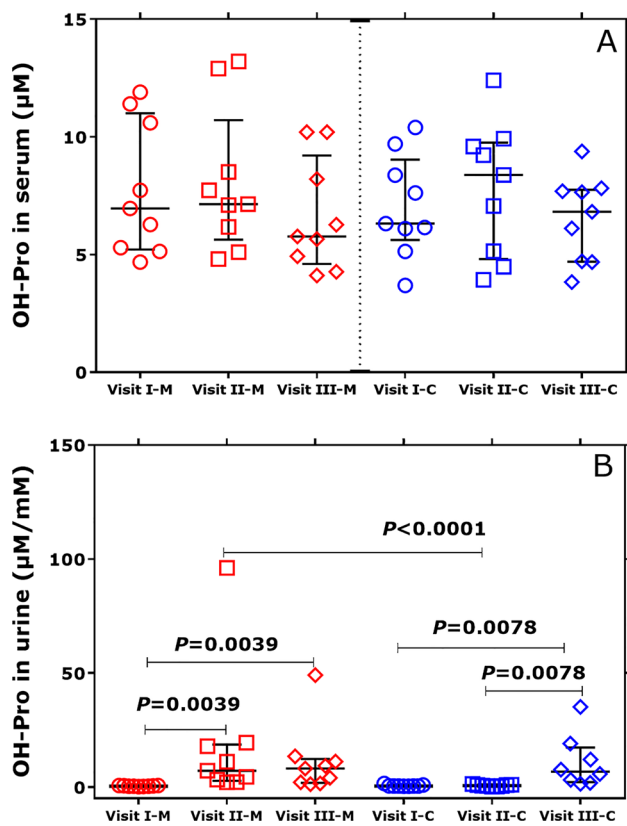 A
OH-Pro in serum (µM)
15
10
5
0
Visit I-M Visit II-M Visit III-M Visit I-C Visit II-C Visit III-C
B
OH-Pro in urine (µM/mM)
150
100
50
0
P<0.0001
P=0.0039
P=0.0078
P=0.0039
P=0.0078
Visit I-M Visit II-M Visit III-M Visit I-C Visit II-C Visit III-C